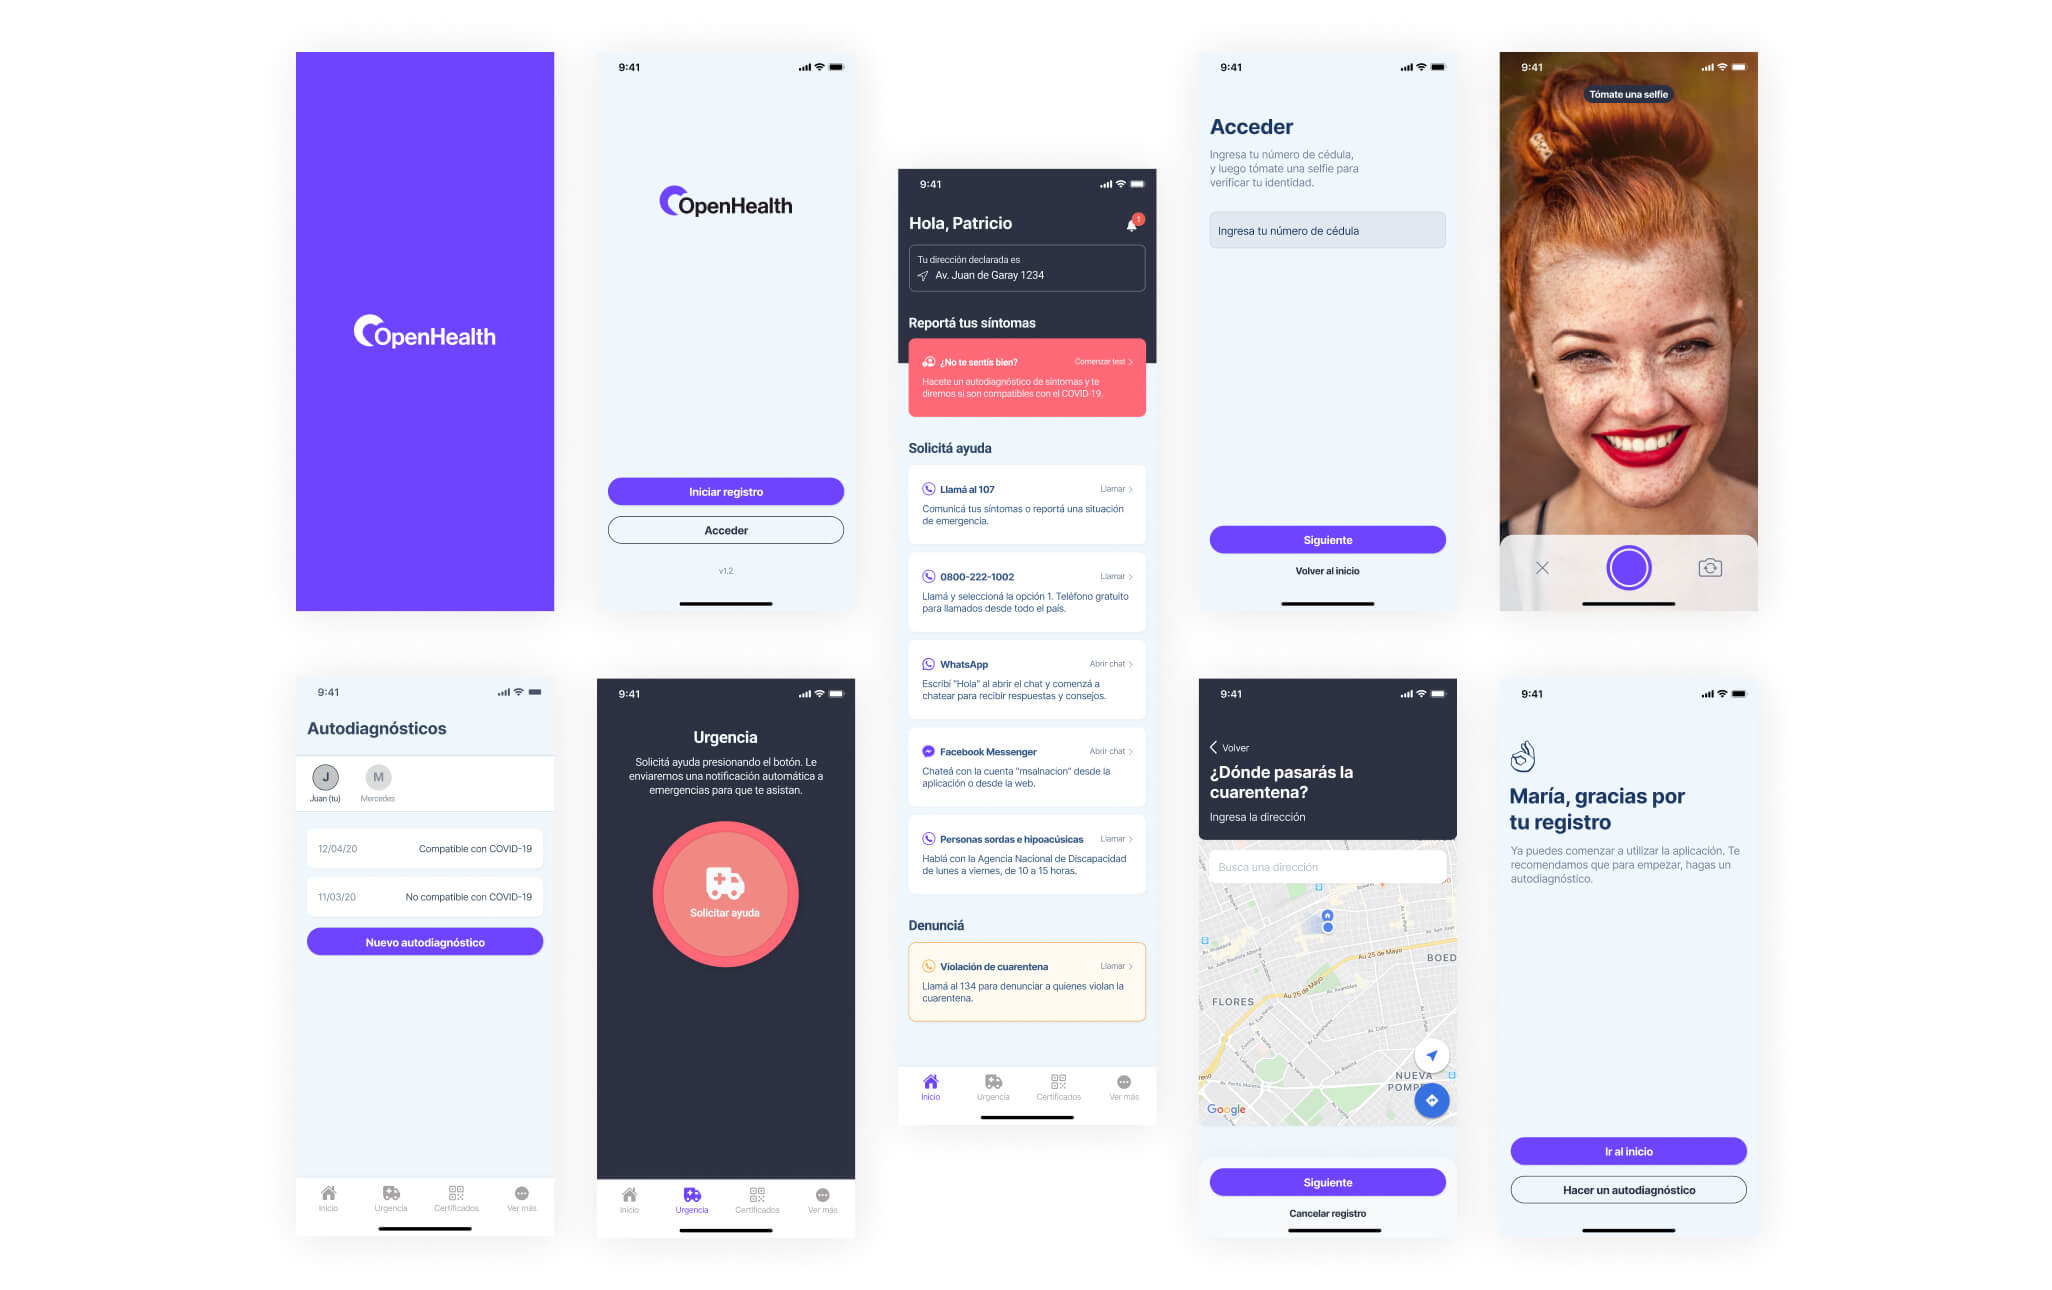 OpenHealth
9:41
OpenHealth
Iniciar registro
Acceder
v1.2
9:41
Hola, Patricio
1
Tu dirección declarada es
Av. Juan de Garay 1234
Reportá tus síntomas
¿No te sentís bien?
Comenzar test
Hacete un autodiagnóstico de síntomas y te
diremos si son compatibles con el COVID-19.
Solicitá ayuda
Llamá al 107
Llamar
Comunicá tus síntomas o reportá una situación
de emergencia.
0800-222-1002
Llamar
Llamá y seleccioná la opción 1. Teléfono gratuito
para llamados desde todo el país.
WhatsApp
Abrir chat
Escribí "Hola" al abrir el chat y comenzá a
chatear para recibir respuestas y consejos.
Facebook Messenger
Abrir chat
Chateá con la cuenta "msalnacion" desde la
aplicación o desde la web.
Personas sordas e hipoacúsicas
Llamar
Hablá con la Agencia Nacional de Discapacidad
de lunes a viernes, de 10 a 15 horas.
Denunciá
Violación de cuarentena
Llamar
Llamá al 134 para denunciar a quienes violan la
cuarentena.
Inicio
Urgencia
Certificados
Ver más
9:41
Acceder
Ingresa tu número de cédula,
y luego tómate una selfie para
verificar tu identidad.
Ingresa tu número de cédula
Siguiente
Volver al inicio
9:41
Tómate una selfie
9:41
Autodiagnósticos
J
M
Juan (tu)
Mercedes
12/04/20
Compatible con COVID-19
11/03/20
No compatible con COVID-19
Nuevo autodiagnóstico
Inicio
Urgencia
Certificados
Ver más
9:41
Urgencia
Solicitá ayuda presionando el botón. Le
enviaremos una notificación automática a
emergencias para que te asistan.
Solicitar ayuda
Inicio
Urgencia
Certificados
Ver más
9:41
Volver
¿Dónde pasarás la
cuarentena?
Ingresa la dirección
Busca una dirección
Au 25 de Mayo
BOED
Au 25 de Mayo
FLORES
NUEVA
Google
Siguiente
Cancelar registro
9:41
María, gracias por
tu registro
Ya puedes comenzar a utilizar la aplicación. Te
recomendamos que para empezar, hagas un
autodiagnóstico.
Ir al inicio
Hacer un autodiagnóstico